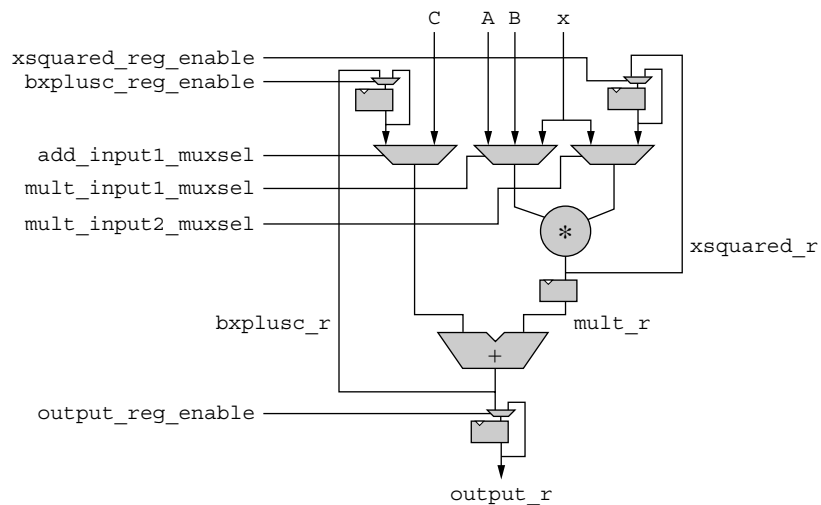 C A B x
xsquared_reg_enable
bxplusc_reg_enable
add_input1_muxsel
mult_input1_muxsel
mult_input2_muxsel
*
xsquared_r
bxplusc_r
mult_r
+
output_reg_enable
output_r